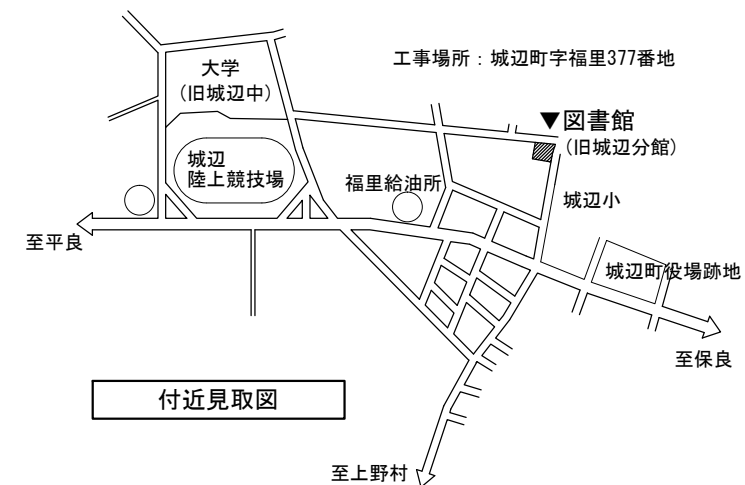 工事場所：城辺町字福里377番地
大学
（旧城辺中）
▼図書館
（旧城辺分館）
城辺
陸上競技場
福里給油所
城辺小
至平良
城辺町役場跡地
至保良
付近見取図
至上野村